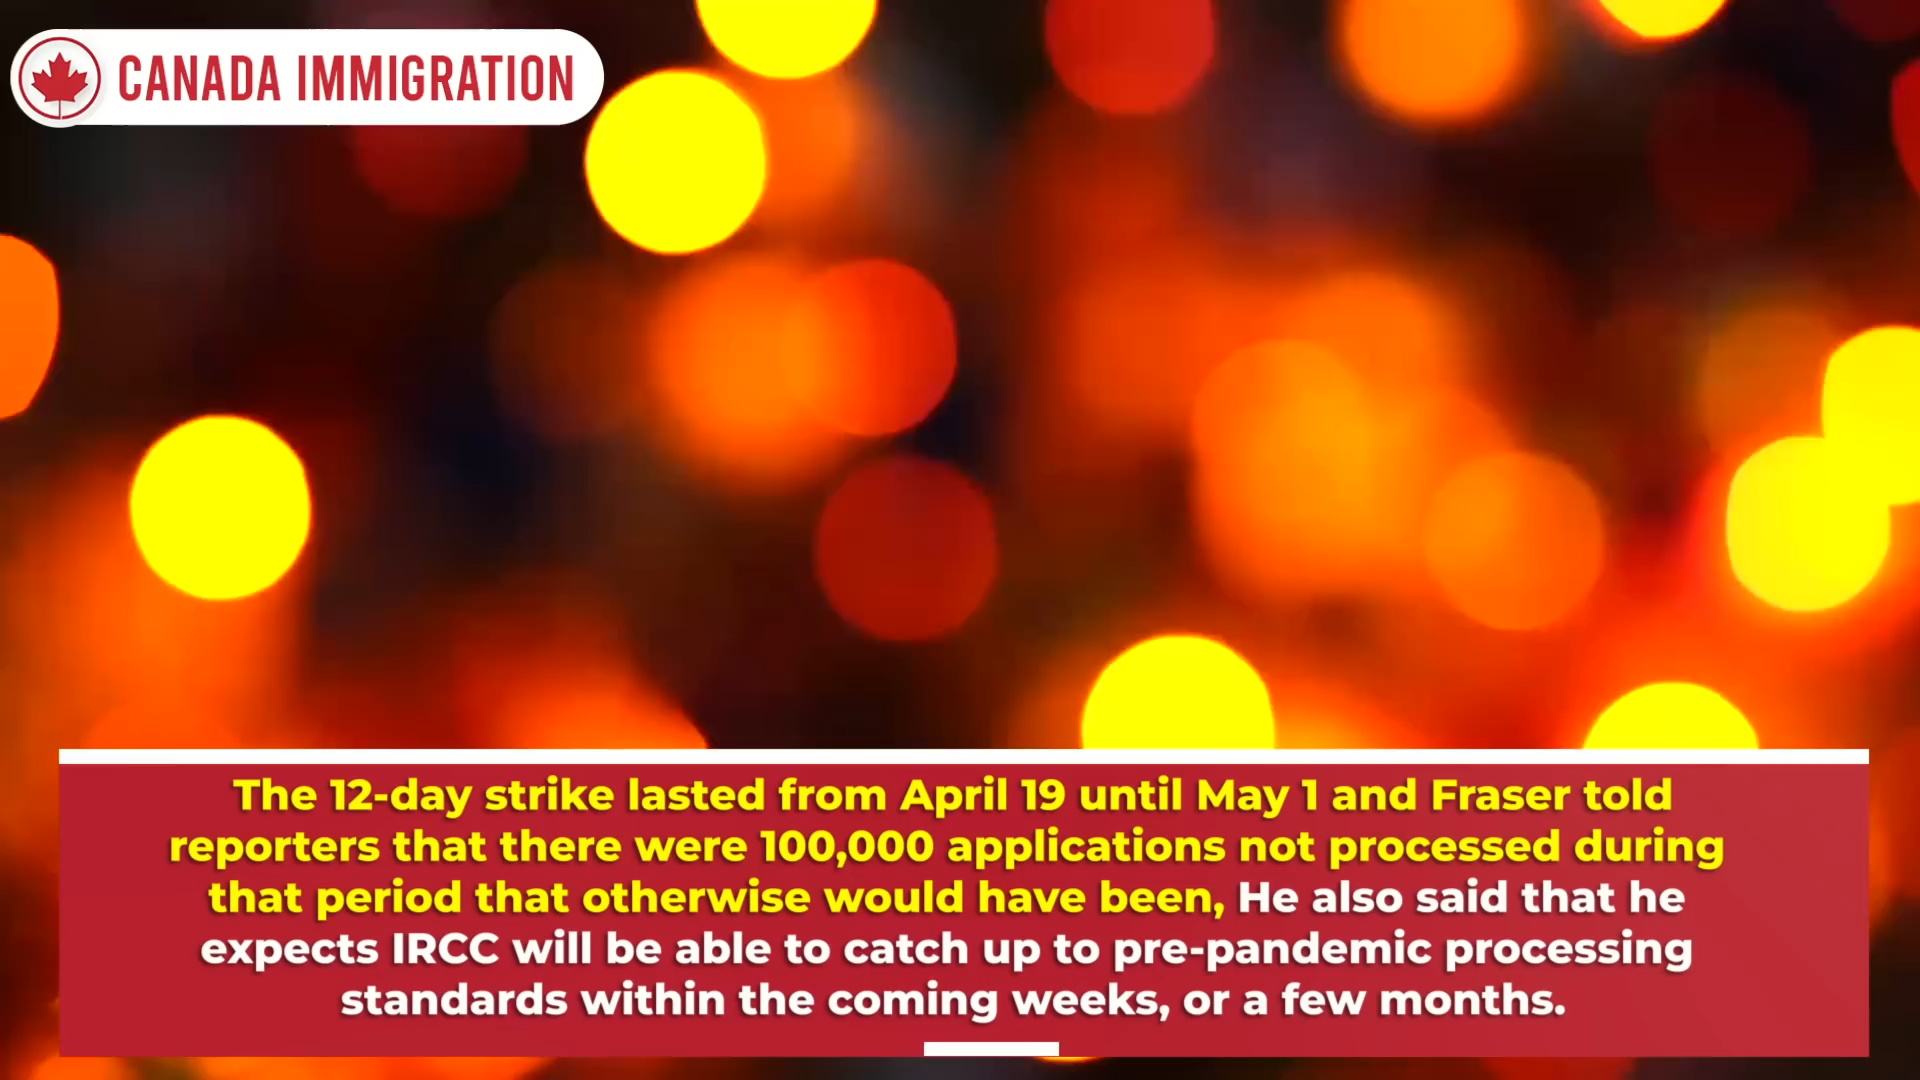 CANADA IMMIGRATION
The 12-day strike lasted from April 19 until May 1 and Fraser told
reporters that there were 100,000 applications not processed during
that period that otherwise would have been, He also said that he
expects IRCC will be able to catch up to pre-pandemic processing
standards within the coming weeks, or a few months.